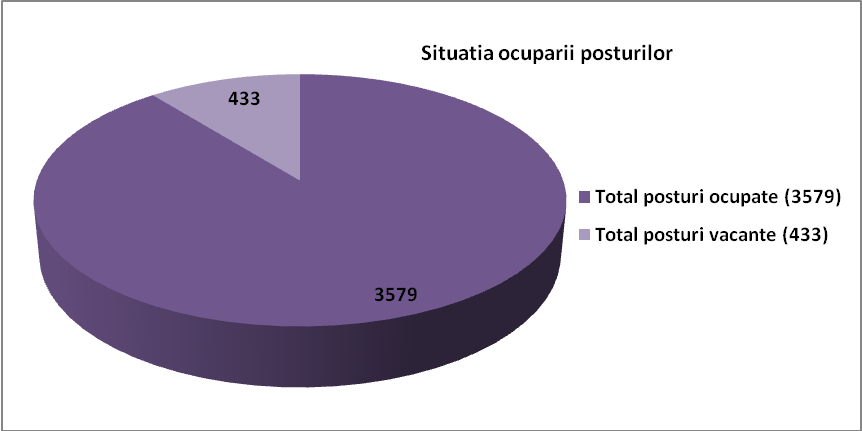 Situatia ocuparii posturilor
433
Total posturi ocupate (3579)
Total posturi vacante (433)
3579